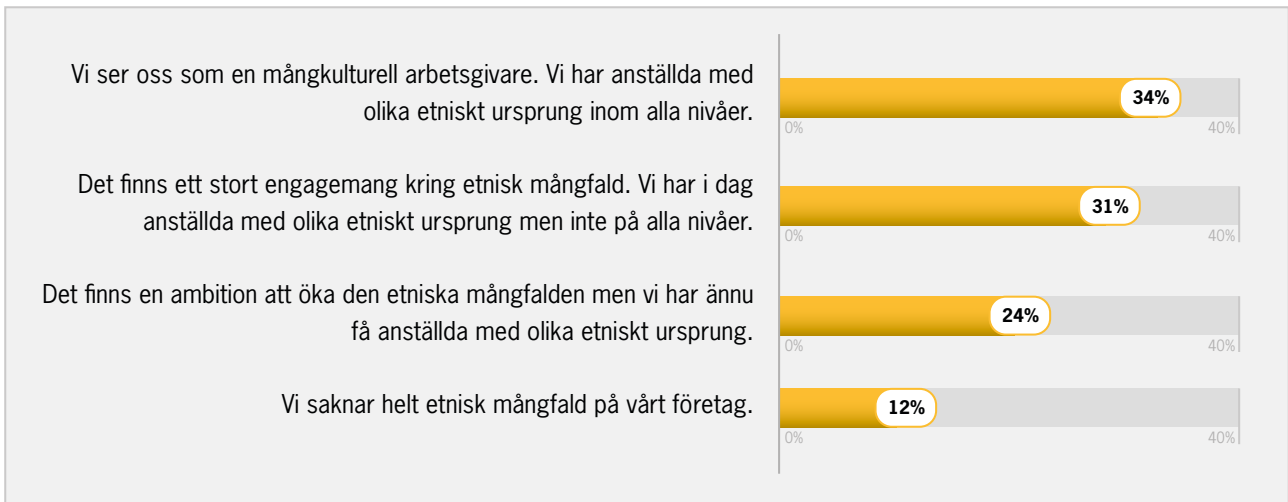 Vi ser oss som en mångkulturell arbetsgivare. Vi har anställda med
olika etniskt ursprung inom alla nivåer.
34%
0%
40%
Det finns ett stort engagemang kring etnisk mångfald. Vi har i dag
anställda med olika etniskt ursprung men inte på alla nivåer.
31%
0%
40%
Det finns en ambition att öka den etniska mångfalden men vi har ännu
få anställda med olika etniskt ursprung.
24%
0%
40%
Vi saknar helt etnisk mångfald på vårt företag.
12%
0%
40%